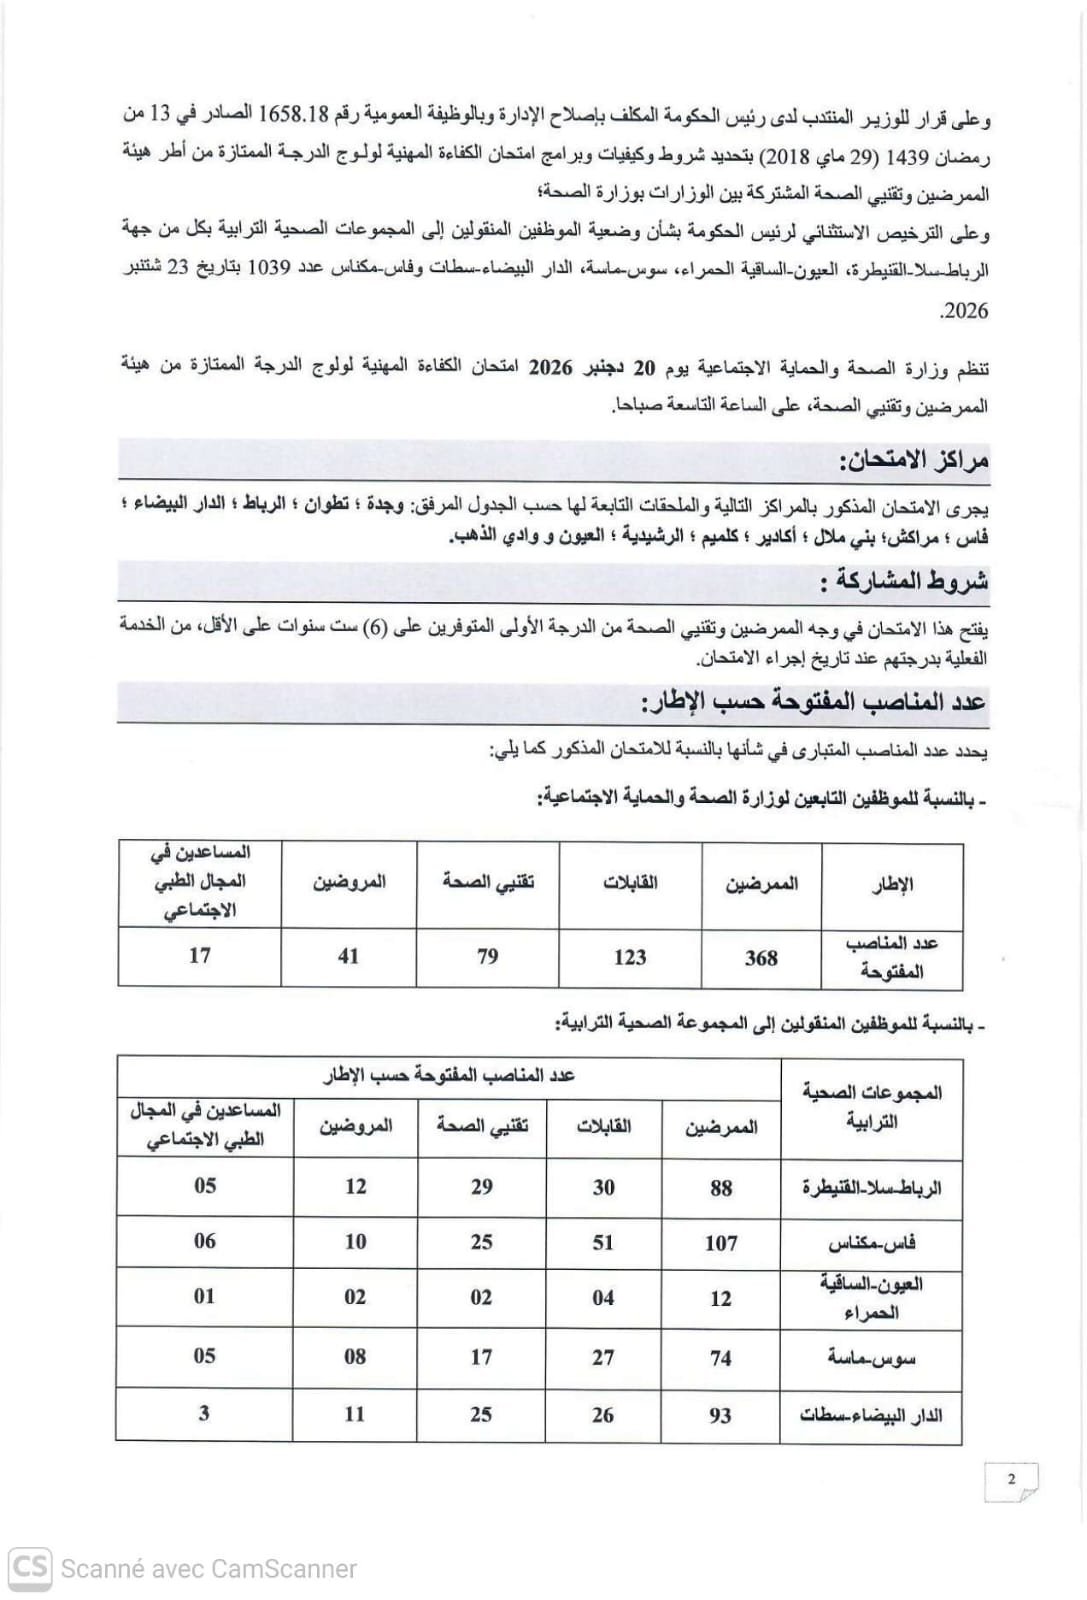 وعلى قرار للوزير المنتدب لدى رئيس الحكومة المكلف بإصلاح الإدارة وبالوظيفة العمومية رقم 1658.18 الصادر في 13 من
رمضان 1439 (29 ماي 2018) بتحديد شروط وكيفيات وبرامج امتحان الكفاءة المهنية لولوج الدرجة الممتازة من أطر هيئة
الممرضين وتقنيي الصحة المشتركة بين الوزارات بوزارة الصحة؛
وعلى الترخيص الاستثنائي لرئيس الحكومة بشأن وضعية الموظفين المنقولين إلى المجموعات الصحية الترابية بكل من جهة
الرباط-سلا-القنيطرة، العيون-الساقية الحمراء، سوس-ماسة، الدار البيضاء-سطات وفاس-مكناس عدد 1039 بتاريخ 23 شتنبر
2026.
تنظم وزارة الصحة والحماية الاجتماعية يوم 20 دجنبر 2026 امتحان الكفاءة المهنية لولوج الدرجة الممتازة من هيئة
الممرضين وتقنيي الصحة، على الساعة التاسعة صباحا.
مراكز الامتحان:
يجرى الامتحان المذكور بالمراكز التالية والملحقات التابعة لها حسب الجدول المرفق: وجدة ؛ تطوان ؛ الرباط ؛ الدار البيضاء ؛
فاس ؛ مراكش؛ بني ملال ؛ أكادير ؛ كلميم ؛ الرشيدية ؛ العيون و وادي الذهب.
شروط المشاركة :
يفتح هذا الامتحان في وجه الممرضين وتقنيي الصحة من الدرجة الأولى المتوفرين على (6) ست سنوات على الأقل، من الخدمة
الفعلية بدرجتهم عند تاريخ إجراء الامتحان.
عدد المناصب المفتوحة حسب الإطار:
يحدد عدد المناصب المتبارى في شأنها بالنسبة للامتحان المذكور كما يلي:
- بالنسبة للموظفين التابعين لوزارة الصحة والحماية الاجتماعية:
الإطار الممرضين القابلات تقنيي الصحة المروضين المساعدين في
المجال الطبي
الاجتماعي
عدد المناصب
المفتوحة 368 123 79 41 17
- بالنسبة للموظفين المنقولين إلى المجموعة الصحية الترابية:
المجموعات الصحية
الترابية
عدد المناصب المفتوحة حسب الإطار
الممرضين القابلات تقنيي الصحة المروضين المساعدين في المجال
الطبي الاجتماعي
الرباط-سلا-القنيطرة 88 30 29 12 05
فاس-مكناس 107 51 25 10 06
العيون-الساقية
الحمراء 12 04 02 02 01
سوس-ماسة 74 27 17 08 05
الدار البيضاء-سطات 93 26 25 11 3
2
CS Scanné avec CamScanner